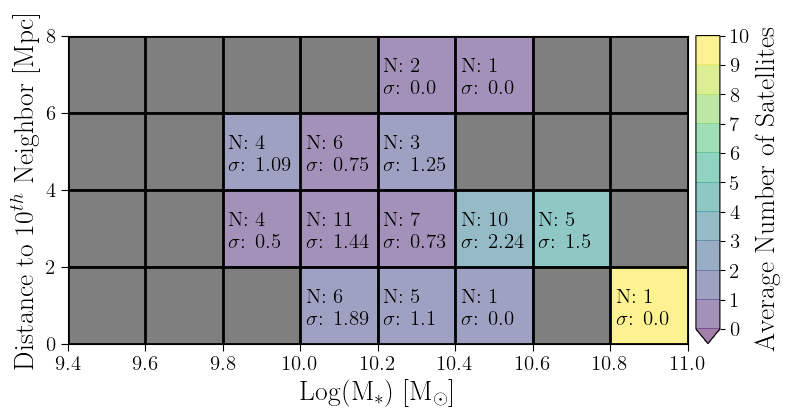 Distance to 10^th Neighbor [Mpc]
8
6
4
2
0
N: 2
σ: 0.0
N: 1
σ: 0.0
N: 4
σ: 1.09
N: 6
σ: 0.75
N: 3
σ: 1.25
N: 4
σ: 0.5
N: 11
σ: 1.44
N: 7
σ: 0.73
N: 10
σ: 2.24
N: 5
σ: 1.5
N: 6
σ: 1.89
N: 5
σ: 1.1
N: 1
σ: 0.0
N: 1
σ: 0.0
9.4 9.6 9.8 10.0 10.2 10.4 10.6 10.8 11.0
Log(M_*) [M_⊙]
10
9
8
7
6
5
4
3
2
1
0
Average Number of Satellites